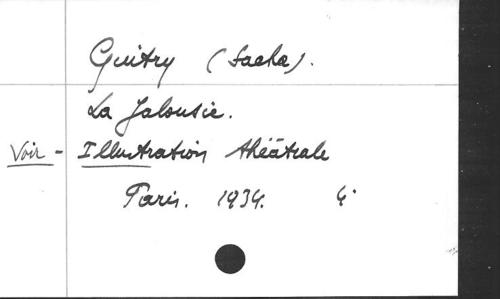 Guitry (Sacha).
La Jalousie.
Voir - Illustration théâtrale
Paris. 1934. 4°